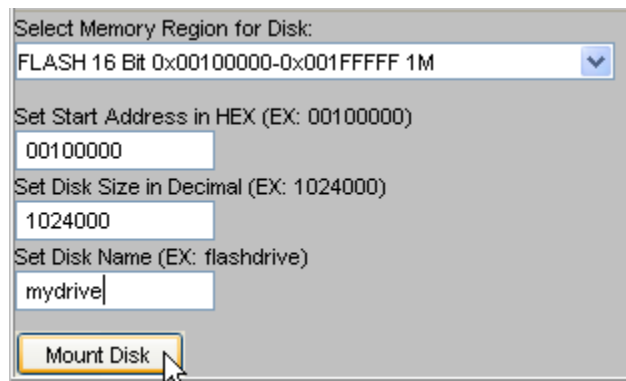 Select Memory Region for Disk:
FLASH 16 Bit 0x00100000-0x001FFFFF 1M
Set Start Address in HEX (EX: 00100000)
00100000
Set Disk Size in Decimal (EX: 1024000)
1024000
Set Disk Name (EX: flashdrive)
mydrive
Mount Disk